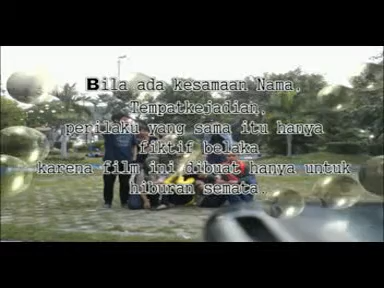 Bila ada kesamaan Nama,
Tempatkejadian,
perilaku yang sama itu hanya
fiktif belaka
karena film ini dibuat hanya untuk
hiburan semata..